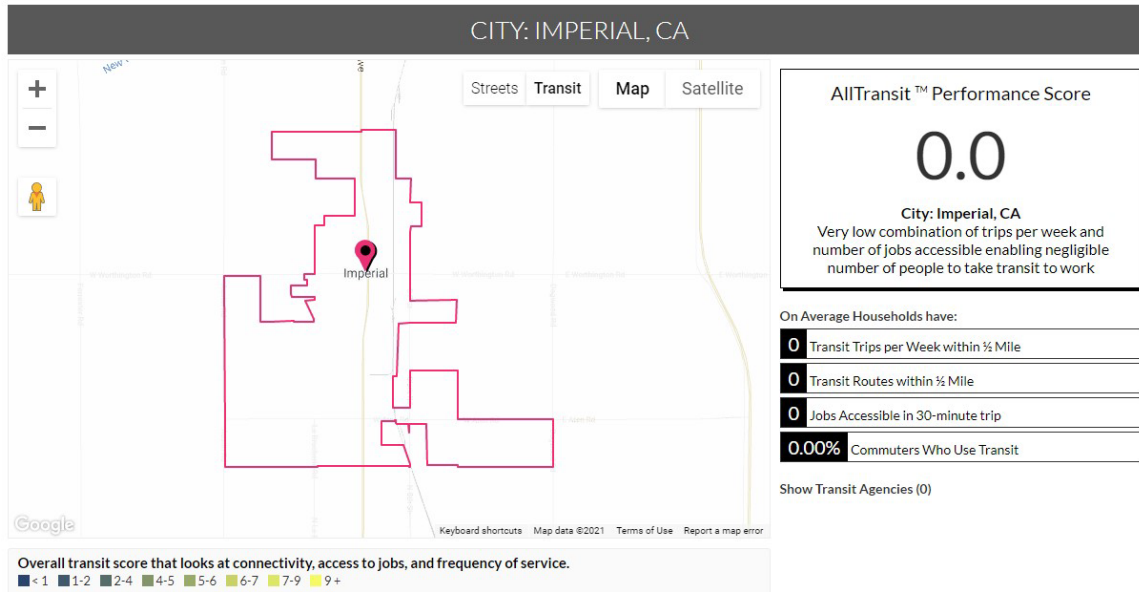 CITY: IMPERIAL, CA
+
−
Streets Transit Map Satellite
Imperial
Google
Keyboard shortcuts Map data ©2021 Terms of Use Report a map error
Overall transit score that looks at connectivity, access to jobs, and frequency of service.
< 1 1-2 2-4 4-5 5-6 6-7 7-9 9 +
AllTransit ™ Performance Score
0.0
City: Imperial, CA
Very low combination of trips per week and
number of jobs accessible enabling negligible
number of people to take transit to work
On Average Households have:
0 Transit Trips per Week within ½ Mile
0 Transit Routes within ½ Mile
0 Jobs Accessible in 30-minute trip
0.00% Commuters Who Use Transit
Show Transit Agencies (0)